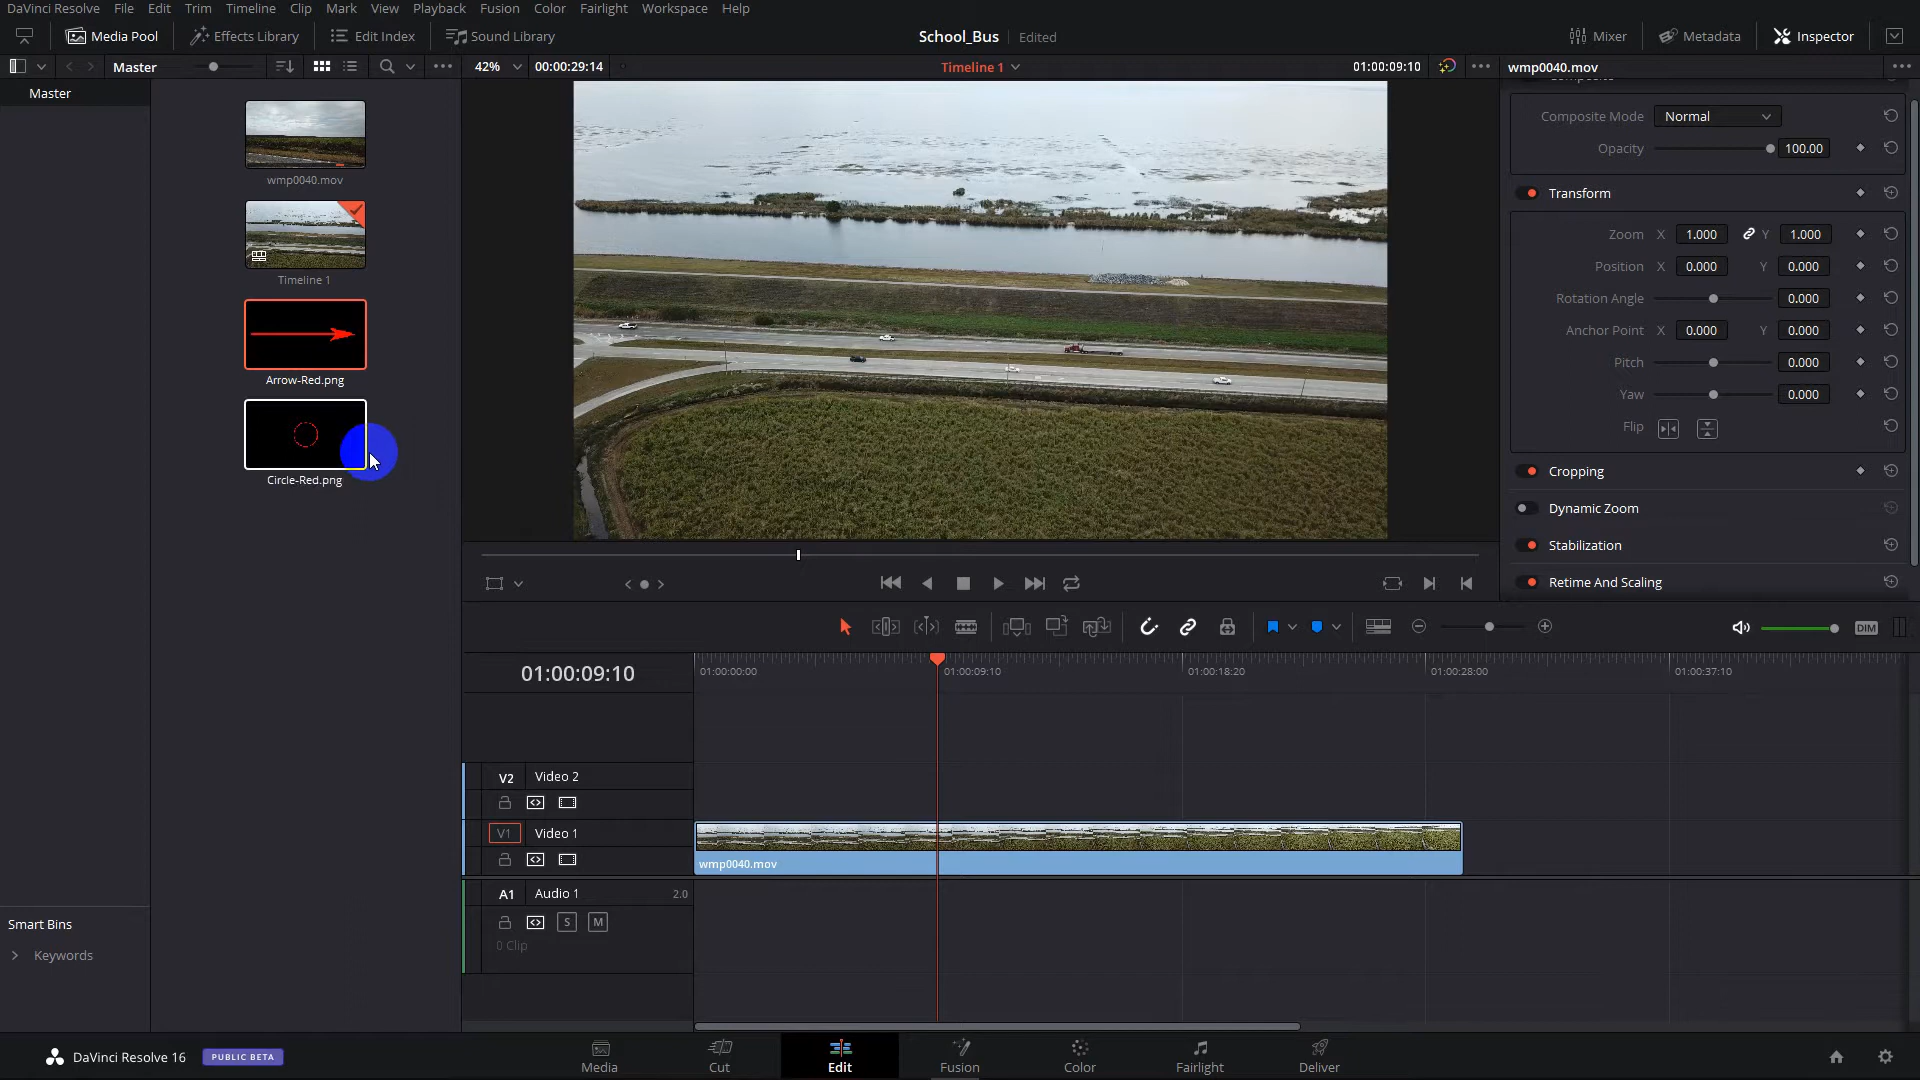 DaVinci Resolve File Edit Trim Timeline Clip Mark View Playback Fusion Color Fairlight Workspace Help
Media Pool Effects Library Edit Index Sound Library School_Bus Edited Mixer Metadata Inspector
Master 42% 00:00:29:14 Timeline 1 01:00:09:10 wmp0040.mov
Master
wmp0040.mov
Timeline 1
Arrow-Red.png
Circle-Red.png
Smart Bins
Keywords
Composite
Composite Mode Normal
Opacity 100.00
Transform
Zoom X 1.000 Y 1.000
Position X 0.000 Y 0.000
Rotation Angle 0.000
Anchor Point X 0.000 Y 0.000
Pitch 0.000
Yaw 0.000
Flip
Cropping
Dynamic Zoom
Stabilization
Retime And Scaling
DIM
01:00:09:10 01:00:00:00 01:00:09:10 01:00:18:20 01:00:28:00 01:00:37:10
V2 Video 2
V1 Video 1
wmp0040.mov
A1 Audio 1 2.0
S M
0 Clip
DaVinci Resolve 16 PUBLIC BETA
Media Cut Edit Fusion Color Fairlight Deliver